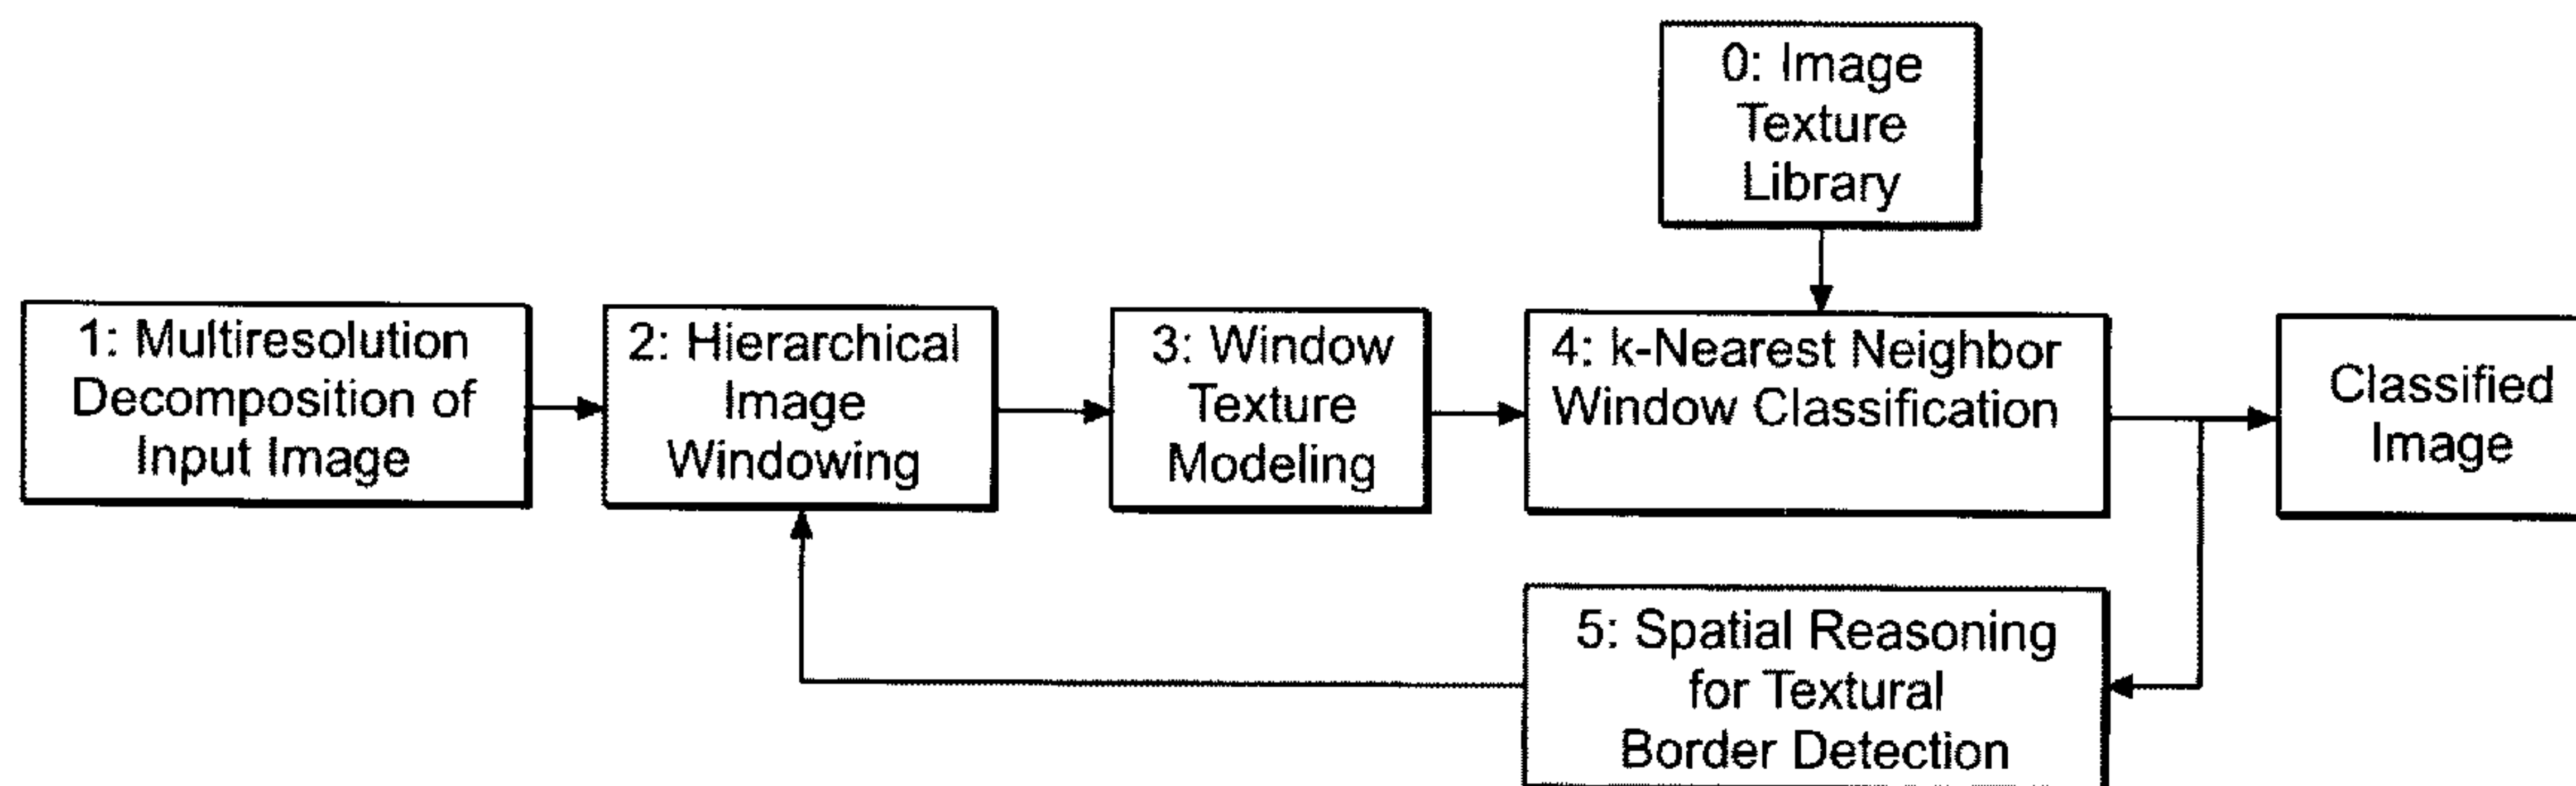 0: Image
Texture
Library
1: Multiresolution
Decomposition of
Input Image
2: Hierarchical
Image
Windowing
3: Window
Texture
Modeling
4: k-Nearest Neighbor
Window Classification
Classified
Image
5: Spatial Reasoning
for Textural
Border Detection